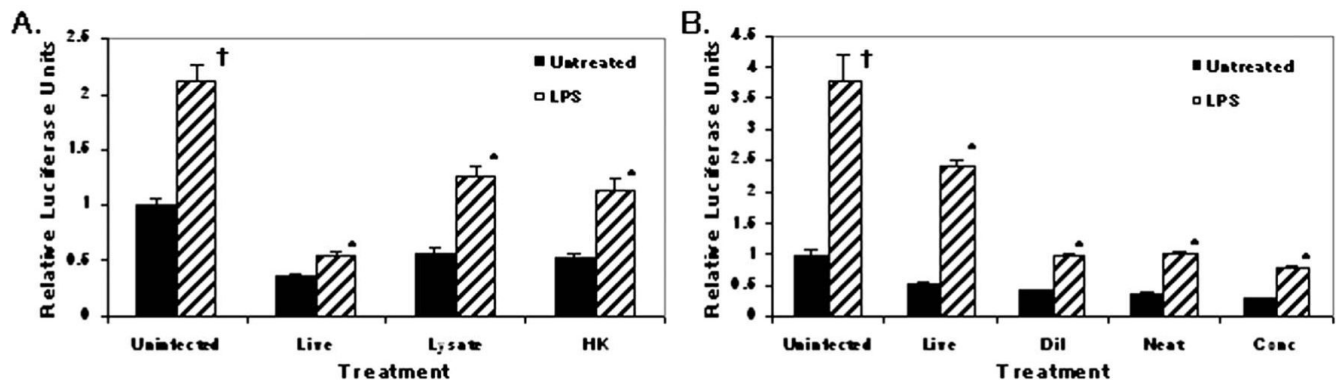 A.
Relative Luciferase Units
2.5
2
1.5
1
0.5
0
†
Untreated
LPS
*
*
*
Uninfected Live Lysate HK
Treatment
B.
Relative Luciferase Units
4.5
4
3.5
3
2.5
2
1.5
1
0.5
0
†
Untreated
LPS
*
*
*
*
Uninfected Live Dil Neat Conc
Treatment